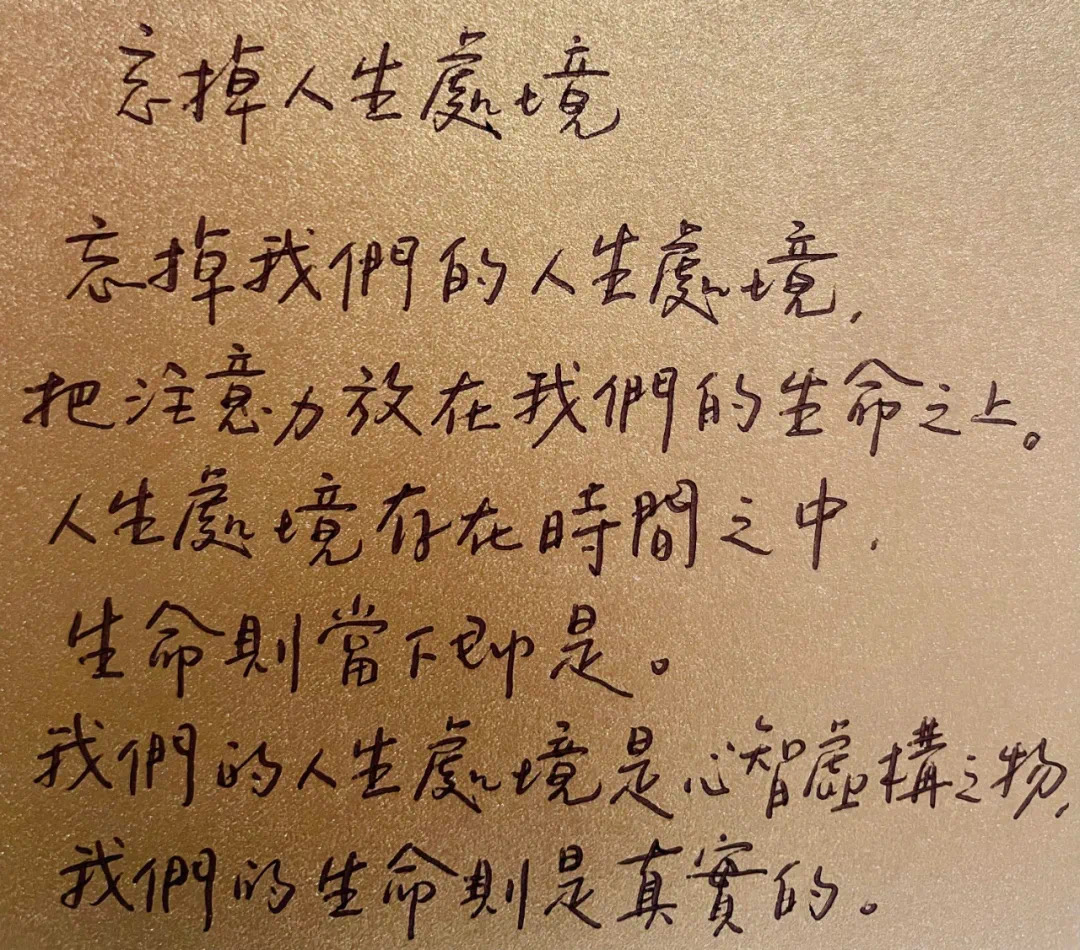 忘掉人生處境
忘掉我們的人生處境,
把注意力放在我們的生命之上。
人生處境存在時間之中,
生命則當下即是。
我們的人生處境是心智虛構之物,
我們的生命則是真實的。